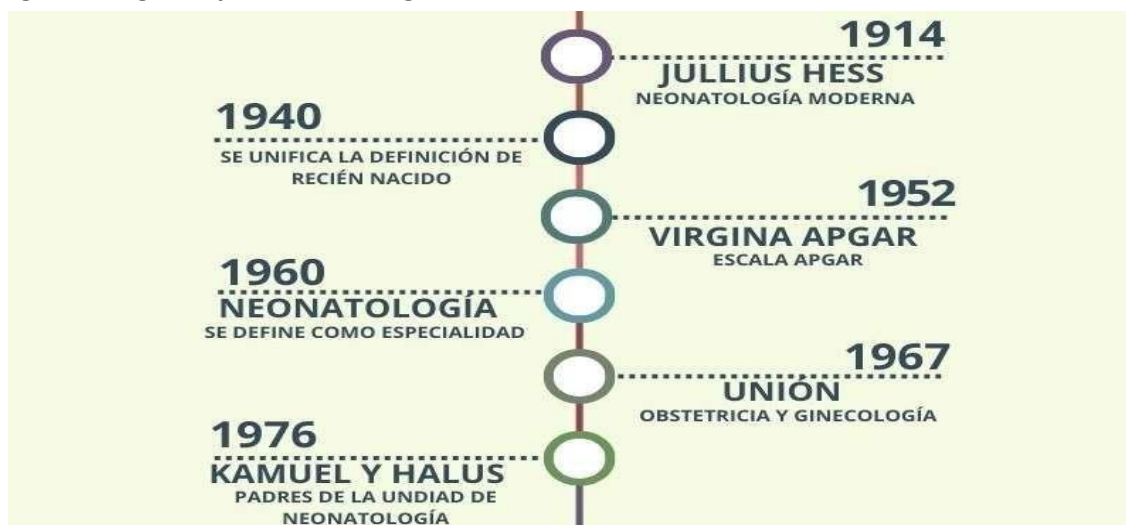 1914
JULLIUS HESS
NEONATOLOGÍA MODERNA
1940
SE UNIFICA LA DEFINICIÓN DE
RECIÉN NACIDO
1952
VIRGINA APGAR
ESCALA APGAR
1960
NEONATOLOGÍA
SE DEFINE COMO ESPECIALIDAD
1967
UNIÓN
OBSTETRICIA Y GINECOLOGÍA
1976
KAMUEL Y HALUS
PADRES DE LA UNDIAD DE
NEONATOLOGÍA